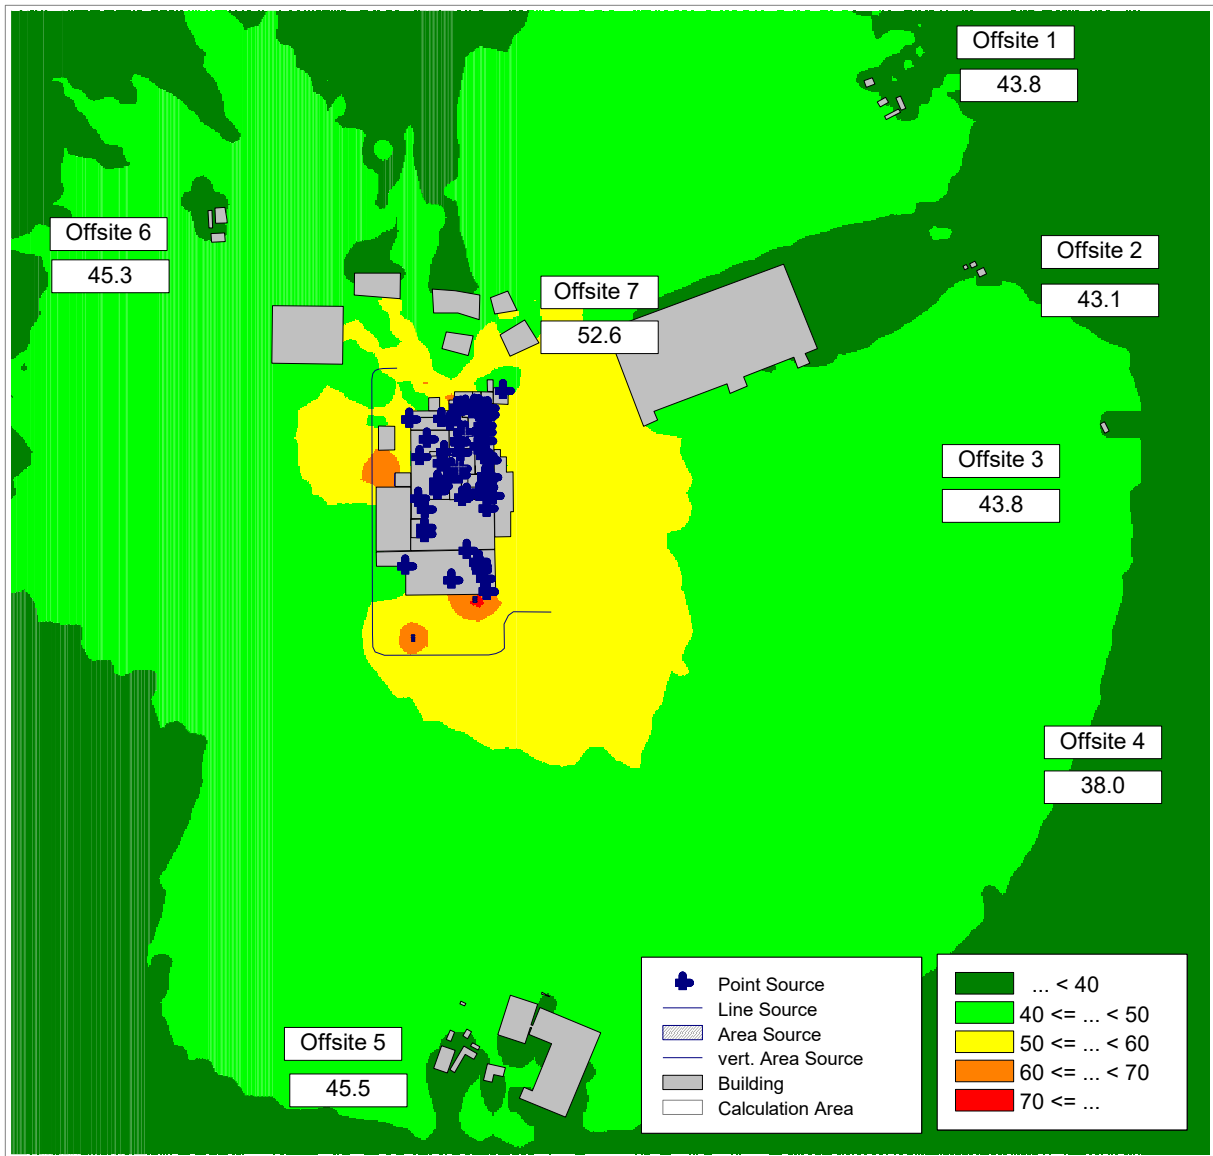 Offsite 1
43.8
Offsite 6
45.3
Offsite 2
43.1
Offsite 7
52.6
Offsite 3
43.8
Offsite 4
38.0
Offsite 5
45.5
Point Source
Line Source
Area Source
vert. Area Source
Building
Calculation Area
... < 40
40 <= ... < 50
50 <= ... < 60
60 <= ... < 70
70 <= ...